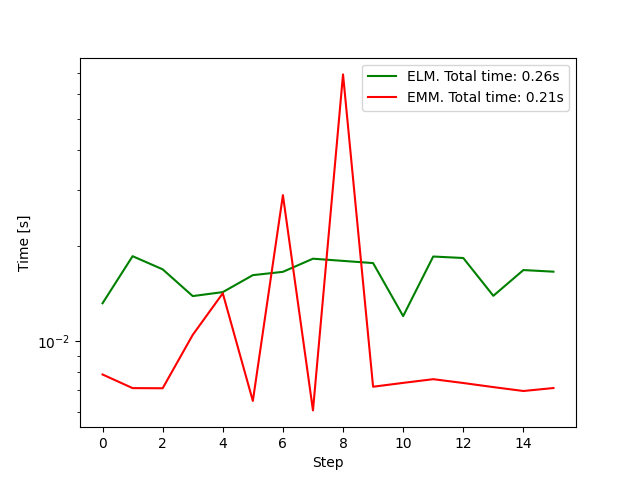 ELM. Total time: 0.26s
EMM. Total time: 0.21s
Time [s]
10⁻²
0 2 4 6 8 10 12 14
Step